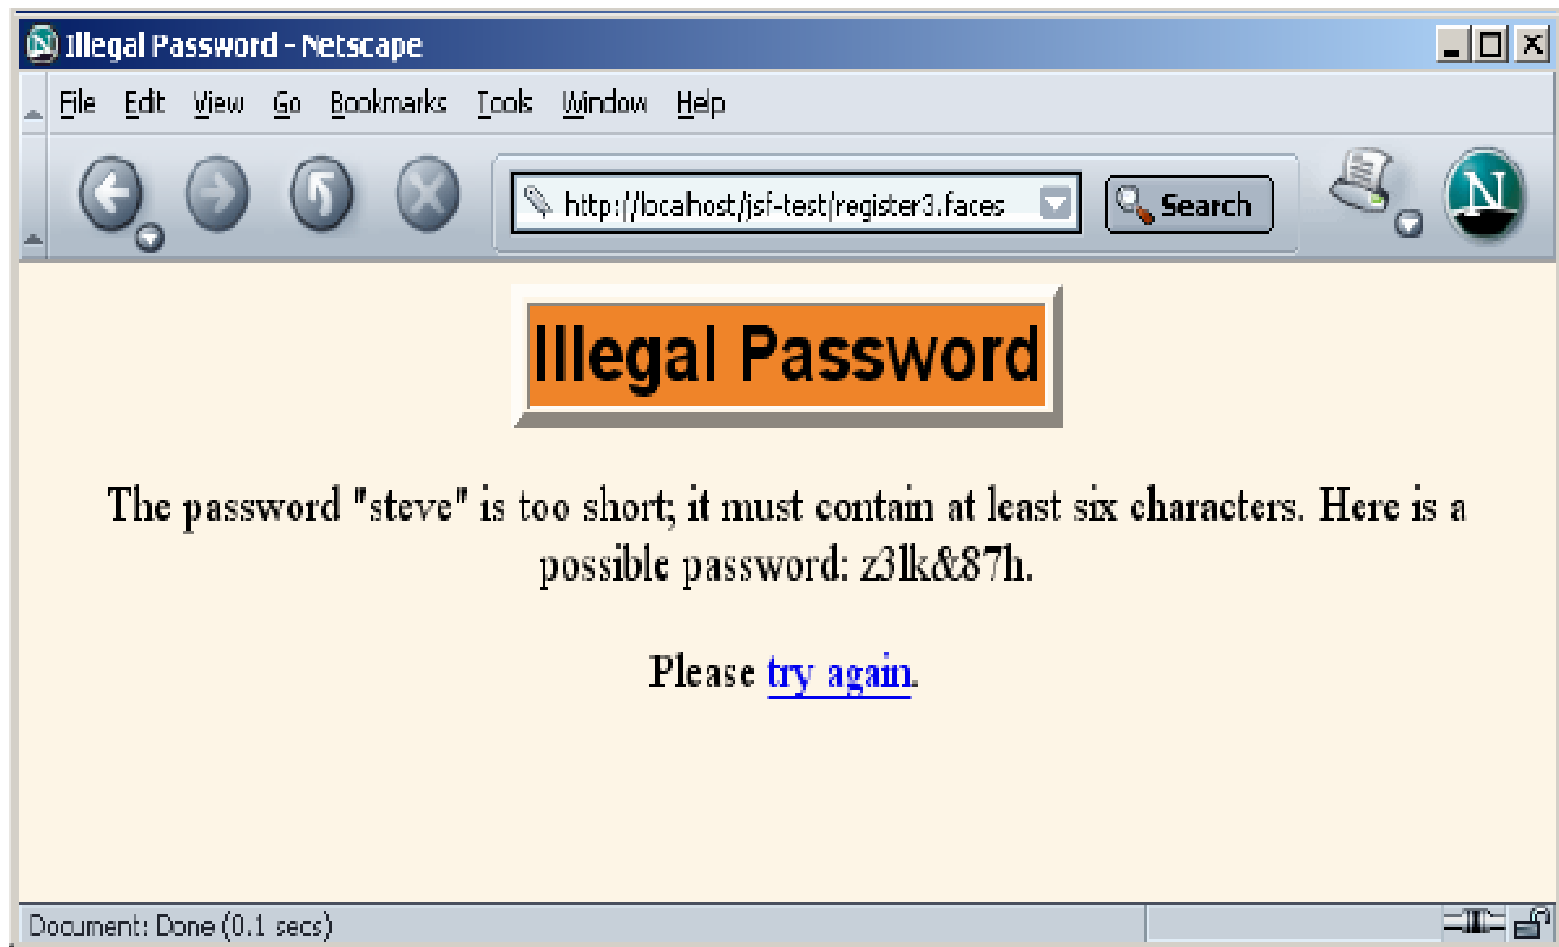 Illegal Password - Netscape
File Edit View Go Bookmarks Tools Window Help
http://localhost/jsf-test/register3.faces
Search
N
Illegal Password
The password "steve" is too short; it must contain at least six characters. Here is a
possible password: z3lk&87h.
Please try again.
Document: Done (0.1 secs)